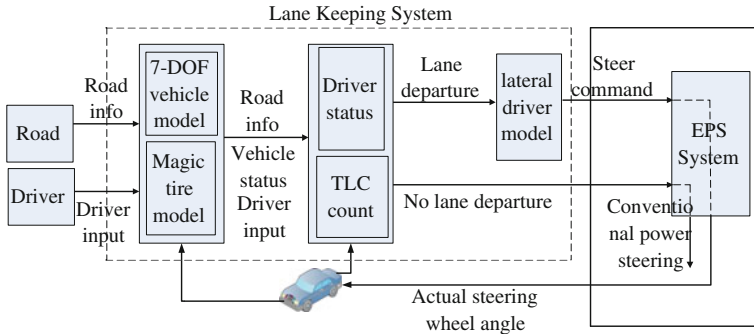 Lane Keeping System
Road
info
Road
Driver
Driver
input
7-DOF
vehicle
model
Magic
tire
model
Road
info
Vehicle
status
Driver
input
Driver
status
TLC
count
Lane
departure
No lane departure
lateral
driver
model
Steer
command
EPS
System
Conventio
nal power
steering
Actual steering
wheel angle